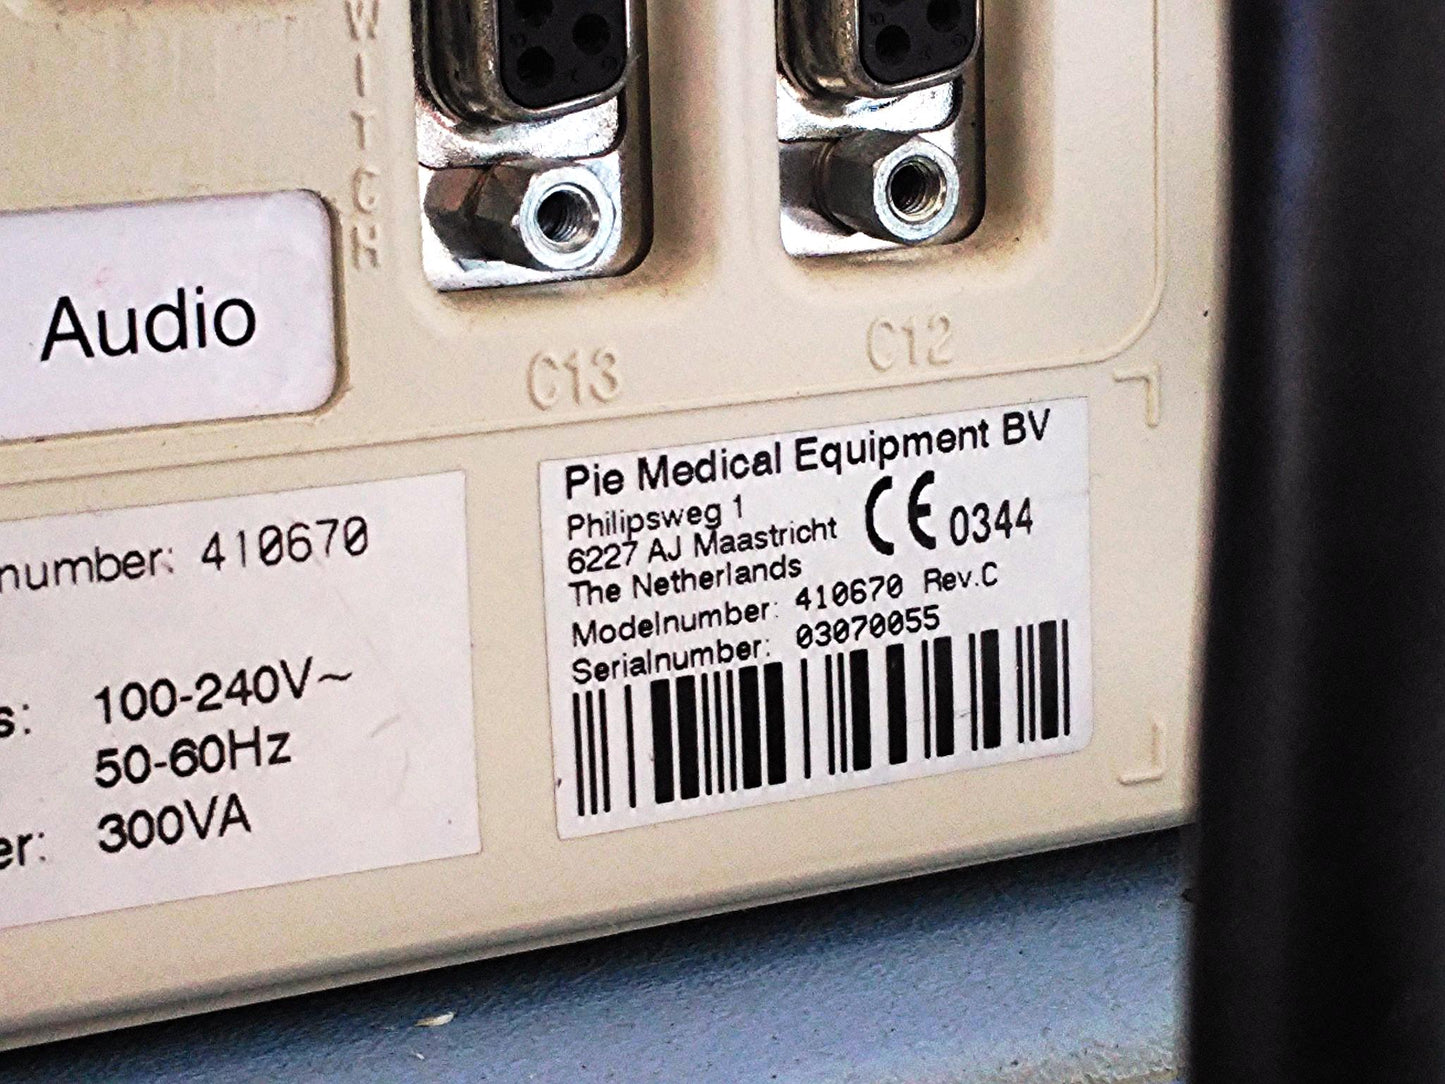 SWITCH
Audio
C13
C12
number: 410670
s: 100-240V~
50-60Hz
er: 300VA
Pie Medical Equipment BV
Philipsweg 1
6227 AJ Maastricht
The Netherlands
CE 0344
Modelnumber: 410670 Rev.C
Serialnumber: 03070055